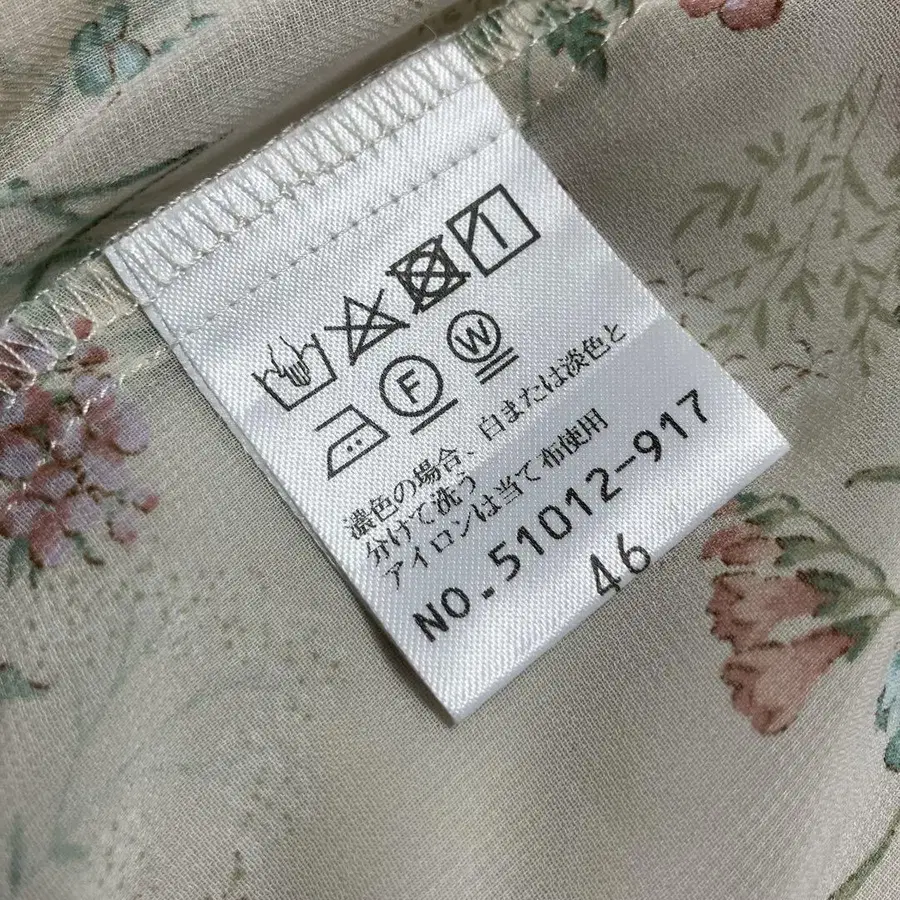 F W
濃色の場合、白または淡色と
分けて洗う
アイロンは当て布使用
NO.51012-917
46